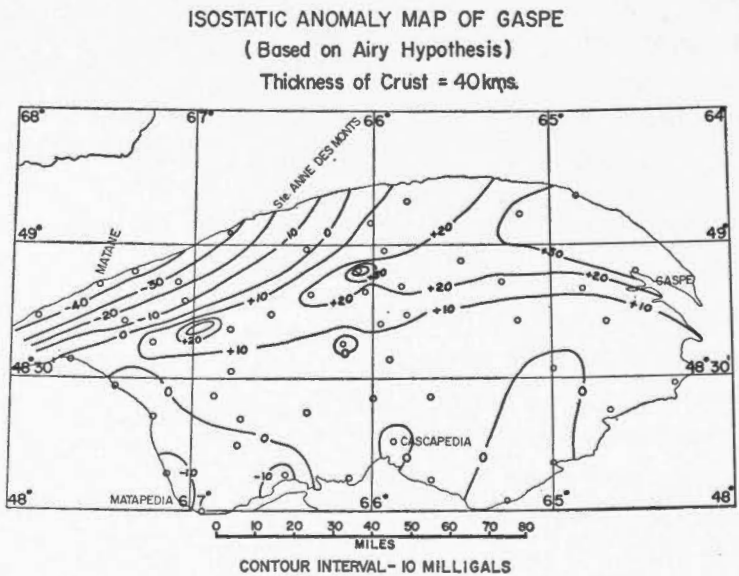 ISOSTATIC ANOMALY MAP OF GASPE
(Based on Airy Hypothesis)
Thickness of Crust = 40 kms.
68° 67° 66° 65° 64°
Ste. ANNE DES MONTS
MATANE
49° 49°
-10 0 +20
-40 -30 +30
-20 -10 +10 +30 GASPE
+20 +20 +20
0 +20 +10 +10
+10
48°30' 48°30'
0 0
0 CASCAPEDIA 0
-10 -10
MATAPEDIA
48° 67° 66° 65° 48°
0 10 20 30 40 50 60 70 80
MILES
CONTOUR INTERVAL- 10 MILLIGALS